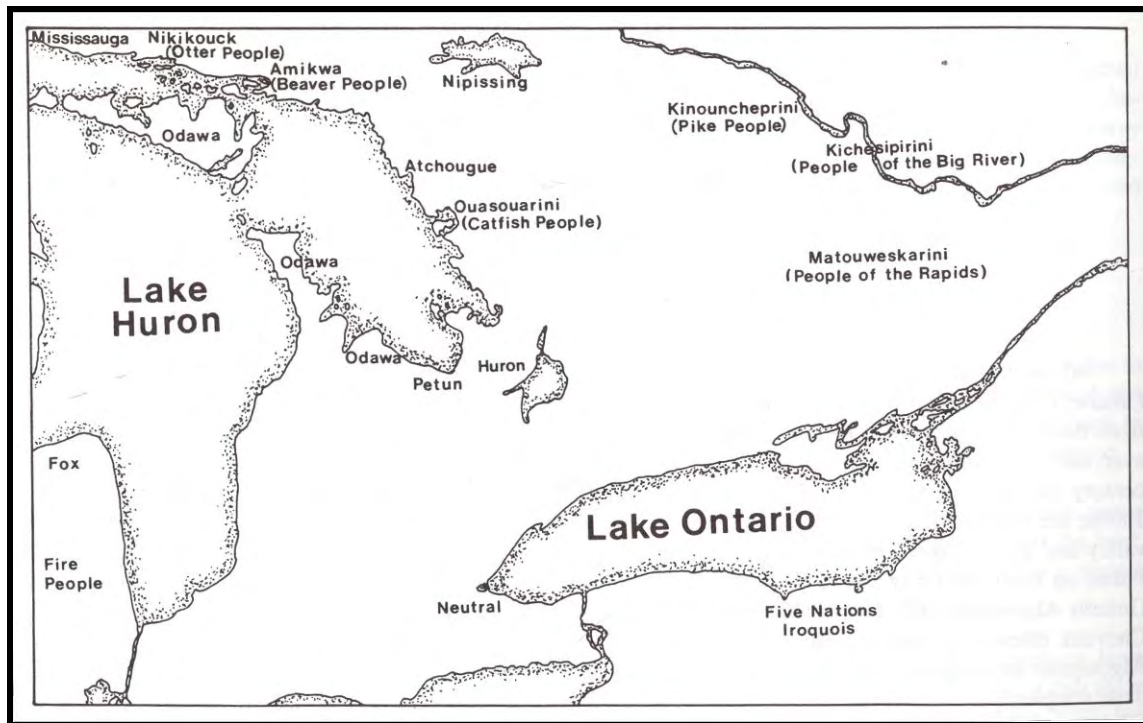 Mississauga
Nikikouck
(Otter People)
Amikwa
(Beaver People)
Nipissing
Odawa
Kinouncheprini
(Pike People)
Kichesipirini
(People of the Big River)
Atchougue
Ouasouarini
(Catfish People)
Odawa
Matouweskarini
(People of the Rapids)
Lake
Huron
Odawa
Petun
Huron
Fox
Lake Ontario
Fire
People
Neutral
Five Nations
Iroquois